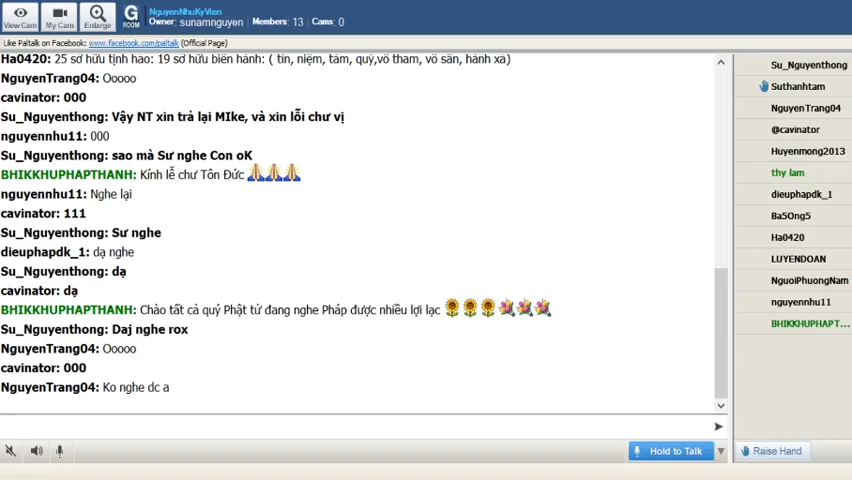 View Cam
My Cam
Enlarge
G
ROOM
NguyenNhuKyVien
Owner: sunamnguyen Members: 13 Cams: 0
Like Paltalk on Facebook: www.facebook.com/paltalk (Official Page)
Ha0420: 25 sở hữu tịnh hảo: 19 sở hữu biến hành: ( tín, niệm, tàm, quý,vô tham, vô sân, hành xả)
NguyenTrang04: Ooooo
cavinator: 000
Su_Nguyenthong: Vậy NT xin trả lại MIke, và xin lỗi chư vị
nguyennhu11: 000
Su_Nguyenthong: sao mà Sư nghe Con oK
BHIKKHUPHAPTHANH: Kính lễ chư Tôn Đức
nguyennhu11: Nghe lại
cavinator: 111
Su_Nguyenthong: Sư nghe
dieuphapdk_1: dạ nghe
Su_Nguyenthong: dạ
cavinator: dạ
BHIKKHUPHAPTHANH: Chào tất cả quý Phật tử đang nghe Pháp được nhiều lợi lạc
Su_Nguyenthong: Daj nghe rox
NguyenTrang04: Ooooo
cavinator: 000
NguyenTrang04: Ko nghe dc a
Su_Nguyenthong
Suthanhtam
NguyenTrang04
@cavinator
Huyenmong2013
thy lam
dieuphapdk_1
Ba5Ong5
Ha0420
LUYENDOAN
NguoiPhuongNam
nguyennhu11
BHIKKHUPHAPT...
Hold to Talk
Raise Hand